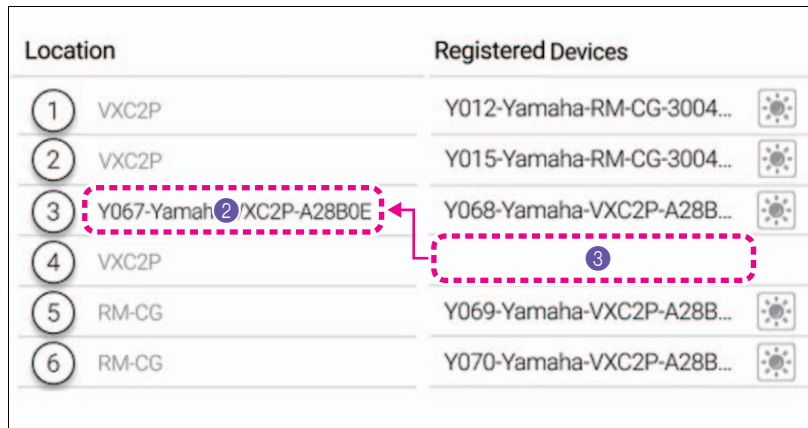 Location Registered Devices
1 VXC2P Y012-Yamaha-RM-CG-3004...
2 VXC2P Y015-Yamaha-RM-CG-3004...
3 Y067-Yamah 2 VXC2P-A28B0E Y068-Yamaha-VXC2P-A28B...
4 VXC2P 3
5 RM-CG Y069-Yamaha-VXC2P-A28B...
6 RM-CG Y070-Yamaha-VXC2P-A28B...